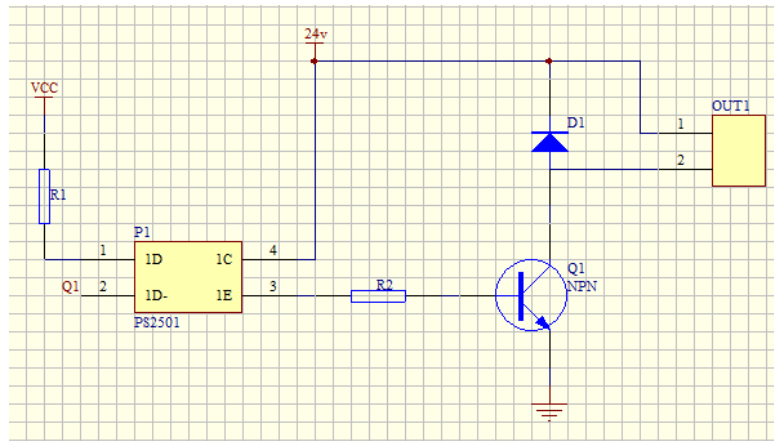 24v
VCC
OUT1
D1
1
2
R1
P1
1
1D
1C
4
Q1
2
1D-
1E
3
R2
Q1
NPN
PS2501